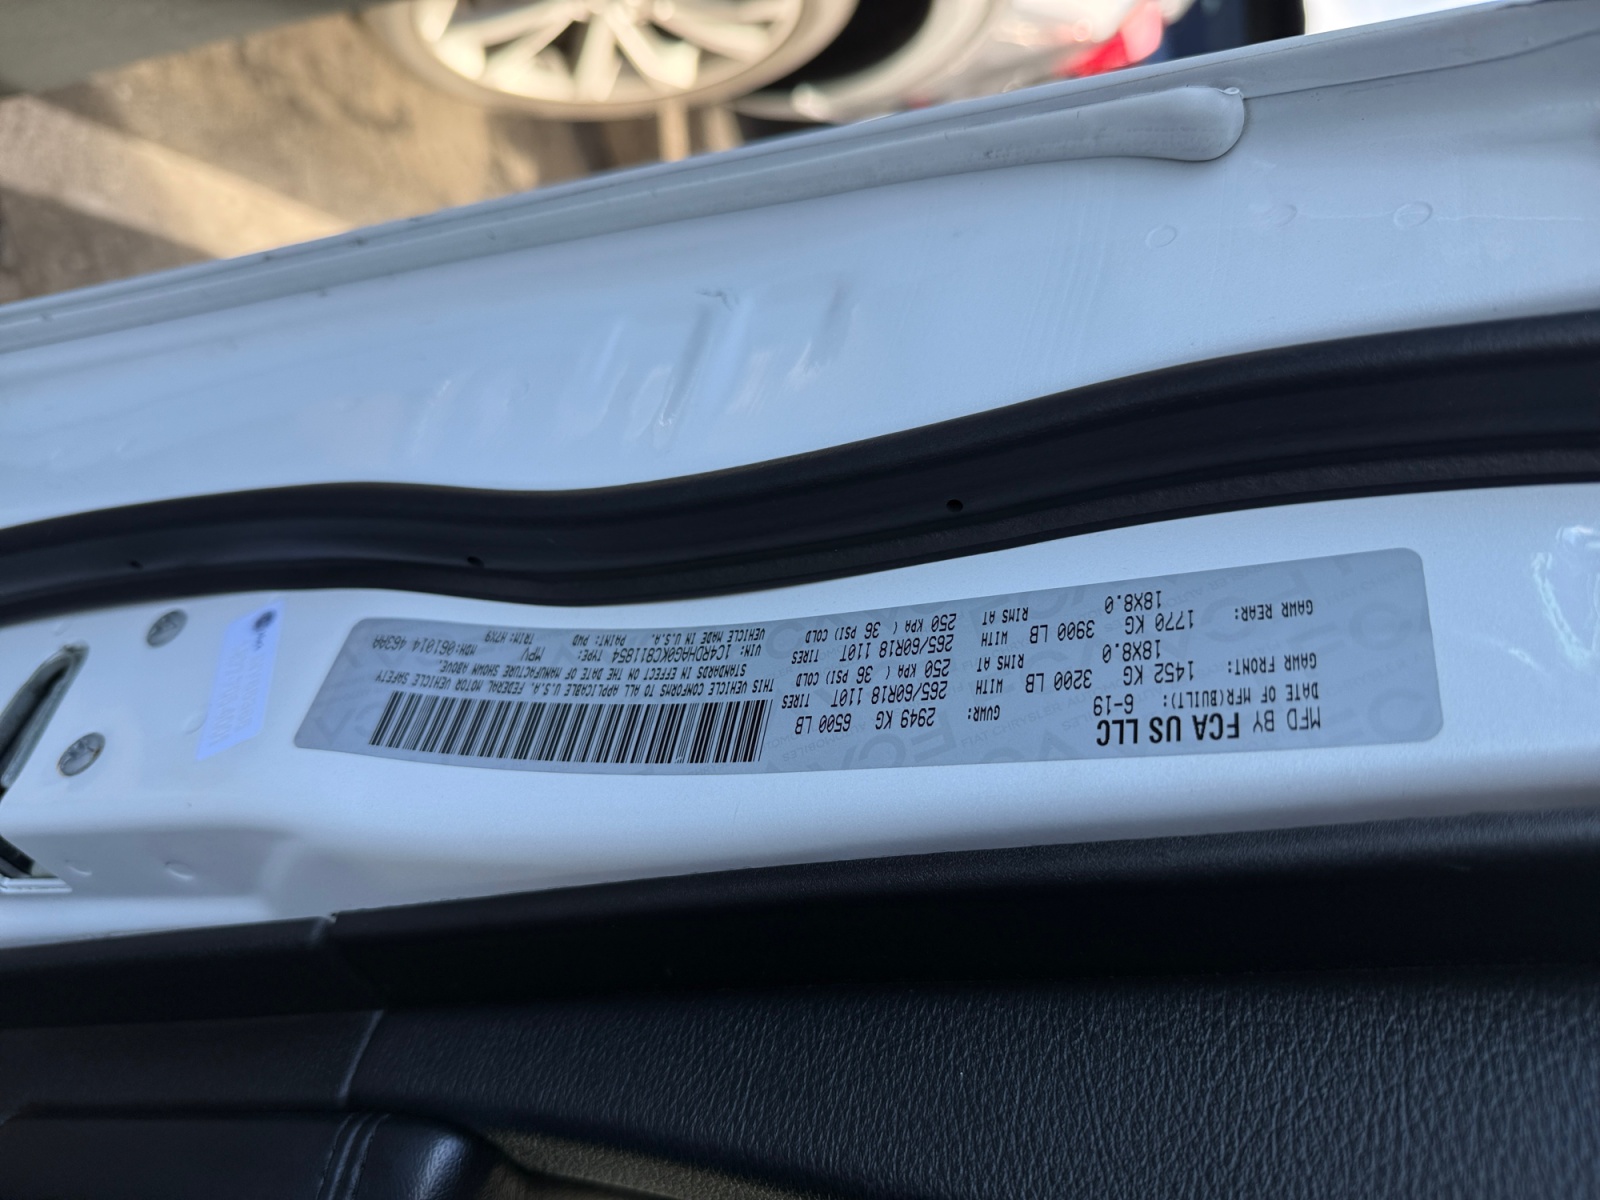 MFD BY FCA US LLC
DATE OF MFR(BUILT): 6-19 GVWR: 2949 KG 6500 LB
GAWR FRONT: 1452 KG 3200 LB WITH TIRES 265/60R18 110T
18X8.0 RIMS AT 250 KPA ( 36 PSI) COLD
GAWR REAR: 1770 KG 3900 LB WITH TIRES 265/60R18 110T
18X8.0 RIMS AT 250 KPA ( 36 PSI) COLD
THIS VEHICLE CONFORMS TO ALL APPLICABLE U.S.A. FEDERAL MOTOR VEHICLE SAFETY
STANDARDS IN EFFECT ON THE DATE OF MANUFACTURE SHOWN ABOVE.
VIN: 1C4RDHAG0KC811854 TYPE: MPV MDH:061014 463AA
VEHICLE MADE IN U.S.A. PAINT: PWD TRIM: H7X9